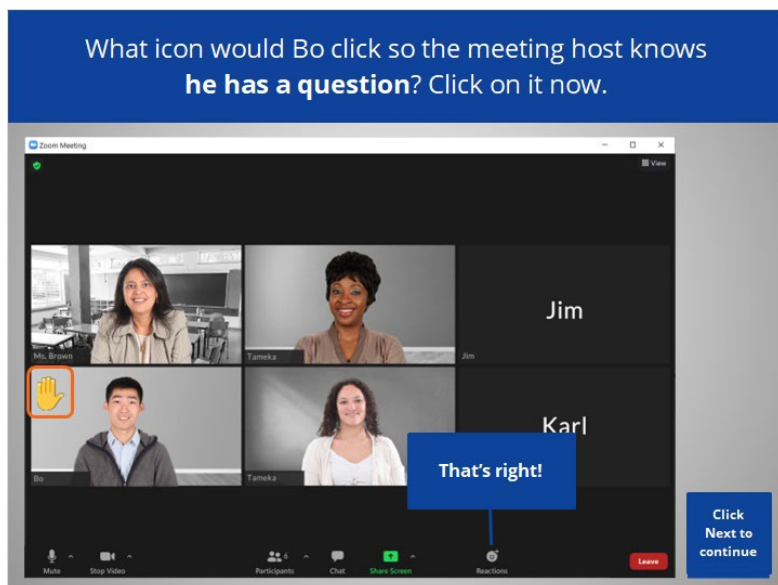 What icon would Bo click so the meeting host knows
he has a question? Click on it now.
Zoom Meeting
View
Ms. Brown
Tameka
Jim
Jim
Bo
Tameka
Karl
That's right!
Mute
Stop Video
Participants
6
Chat
Share Screen
Reactions
Leave
Click
Next to
continue